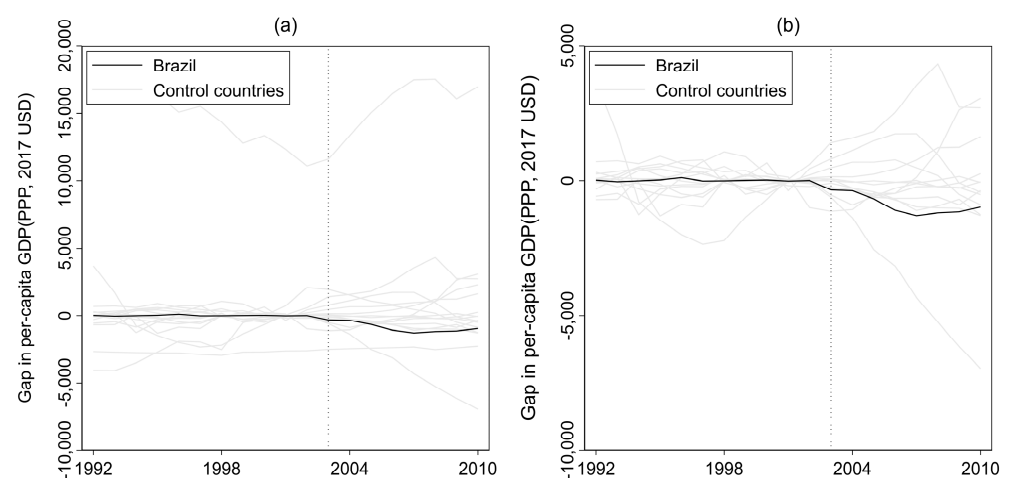 (a)
Gap in per-capita GDP(PPP, 2017 USD)
20,000
15,000
10,000
5,000
0
-5,000
-10,000
Brazil
Control countries
1992
1998
2004
2010
(b)
Gap in per-capita GDP(PPP, 2017 USD)
5,000
0
-5,000
-10,000
Brazil
Control countries
1992
1998
2004
2010